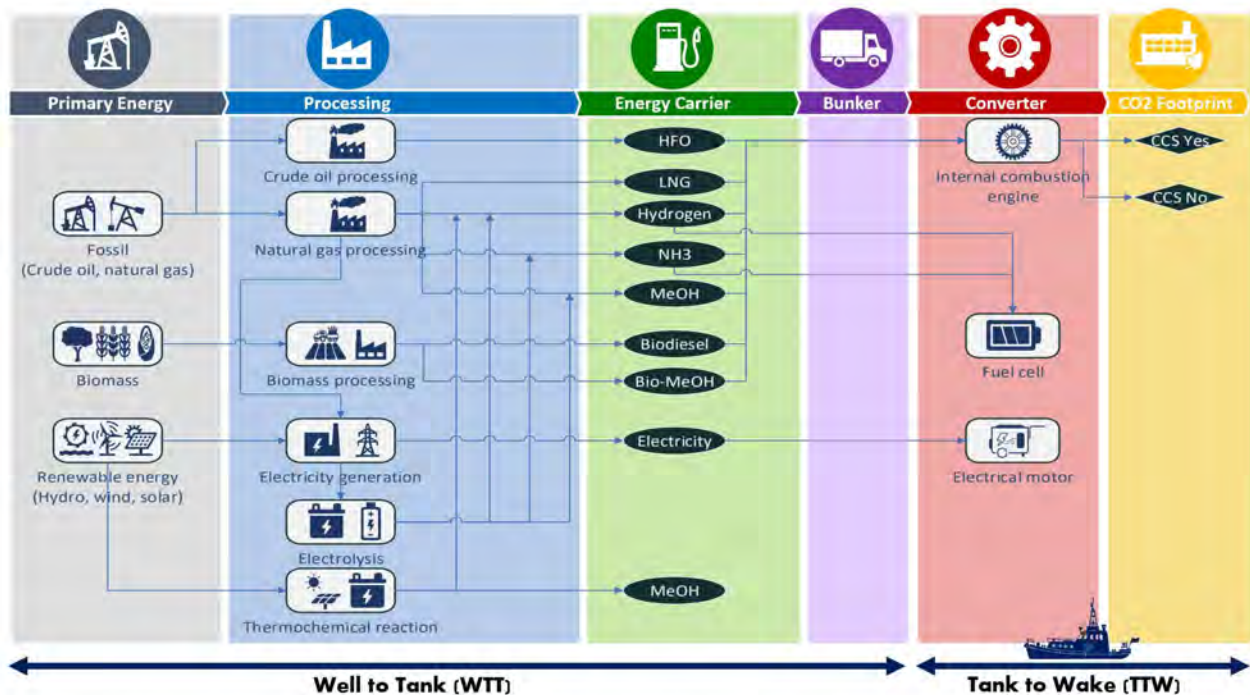 Primary Energy
Processing
Energy Carrier
Bunker
Converter
CO2 Footprint
HFO
CCS Yes
Crude oil processing
LNG
Internal combustion
engine
CCS No
Hydrogen
Natural gas processing
Fossil
(Crude oil, natural gas)
NH3
MeOH
Biodiesel
Biomass
Biomass processing
Bio-MeOH
Fuel cell
Electricity
Renewable energy
(Hydro, wind, solar)
Electricity generation
Electrical motor
Electrolysis
MeOH
Thermochemical reaction
Well to Tank (WTT)
Tank to Wake (TTW)